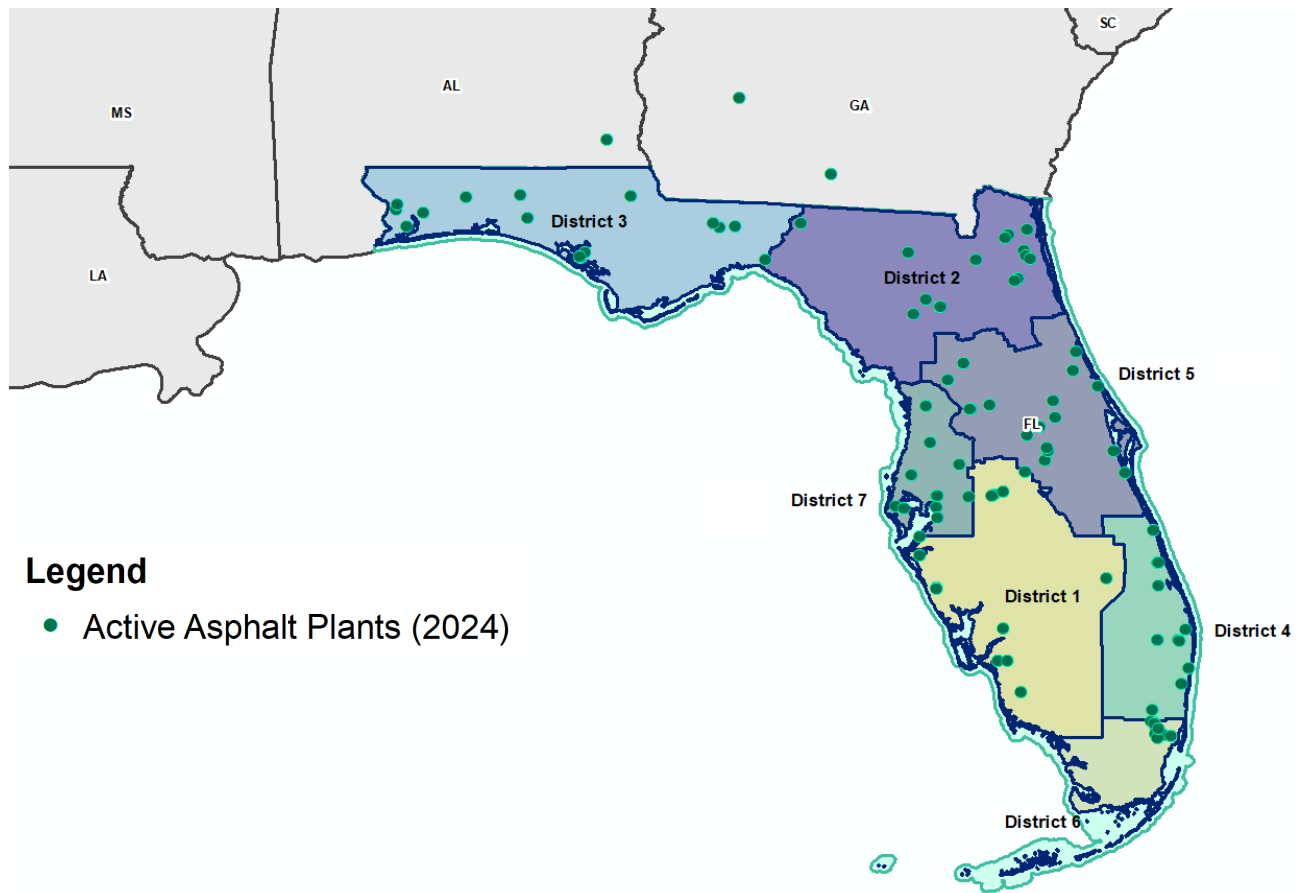 SC
AL
MS
GA
District 3
LA
District 2
District 5
FL
District 7
Legend
District 1
Active Asphalt Plants (2024)
District 4
District 6